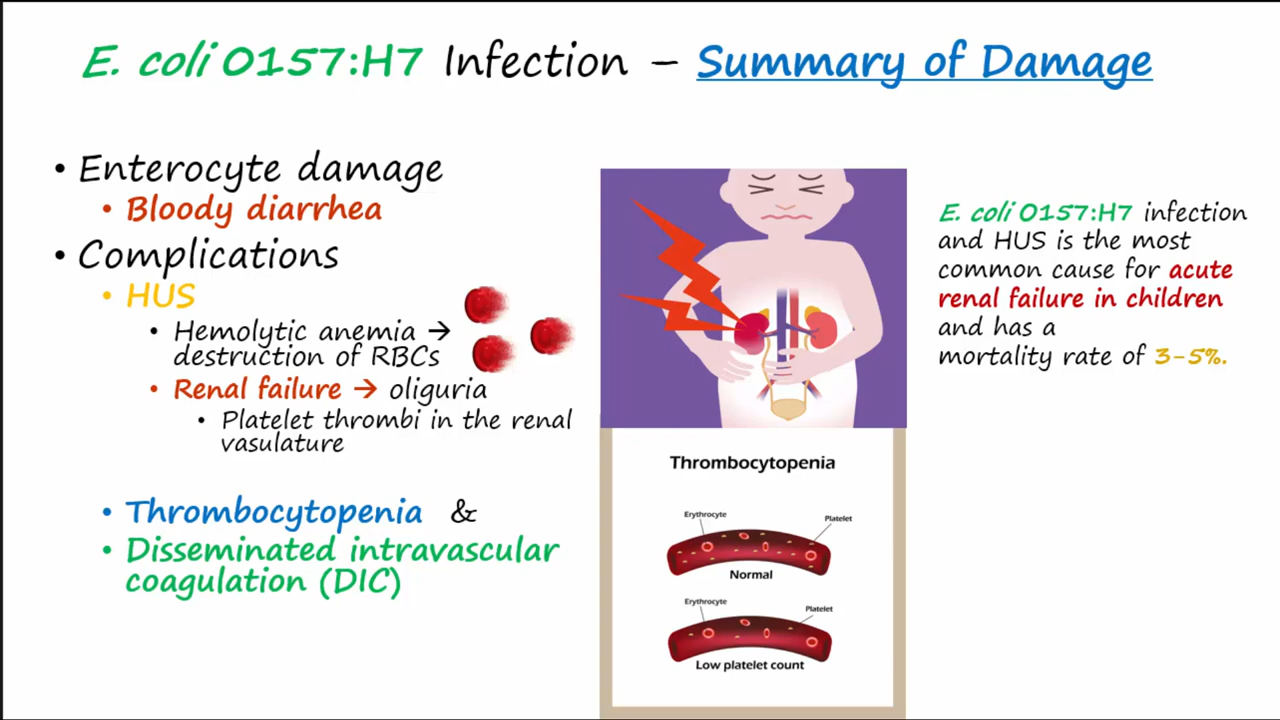 E. coli O157:H7 Infection – Summary of Damage
• Enterocyte damage
• Bloody diarrhea
• Complications
• HUS
• Hemolytic anemia →
destruction of RBCs
• Renal failure → oliguria
• Platelet thrombi in the renal
vasulature
• Thrombocytopenia &
• Disseminated intravascular
coagulation (DIC)
Thrombocytopenia
Erythrocyte
Platelet
Normal
Erythrocyte
Platelet
Low platelet count
E. coli O157:H7 infection
and HUS is the most
common cause for acute
renal failure in children
and has a
mortality rate of 3-5%.